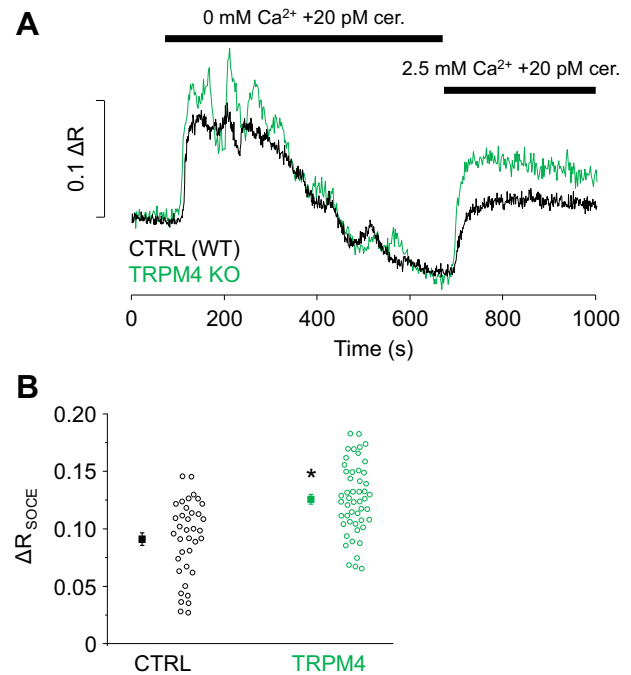 A
0 mM Ca²⁺ +20 pM cer.
2.5 mM Ca²⁺ +20 pM cer.
0.1 ΔR
CTRL (WT)
TRPM4 KO
0 200 400 600 800 1000
Time (s)
B
0.20
0.15
0.10
0.05
0
ΔR_SOCE
*
CTRL TRPM4